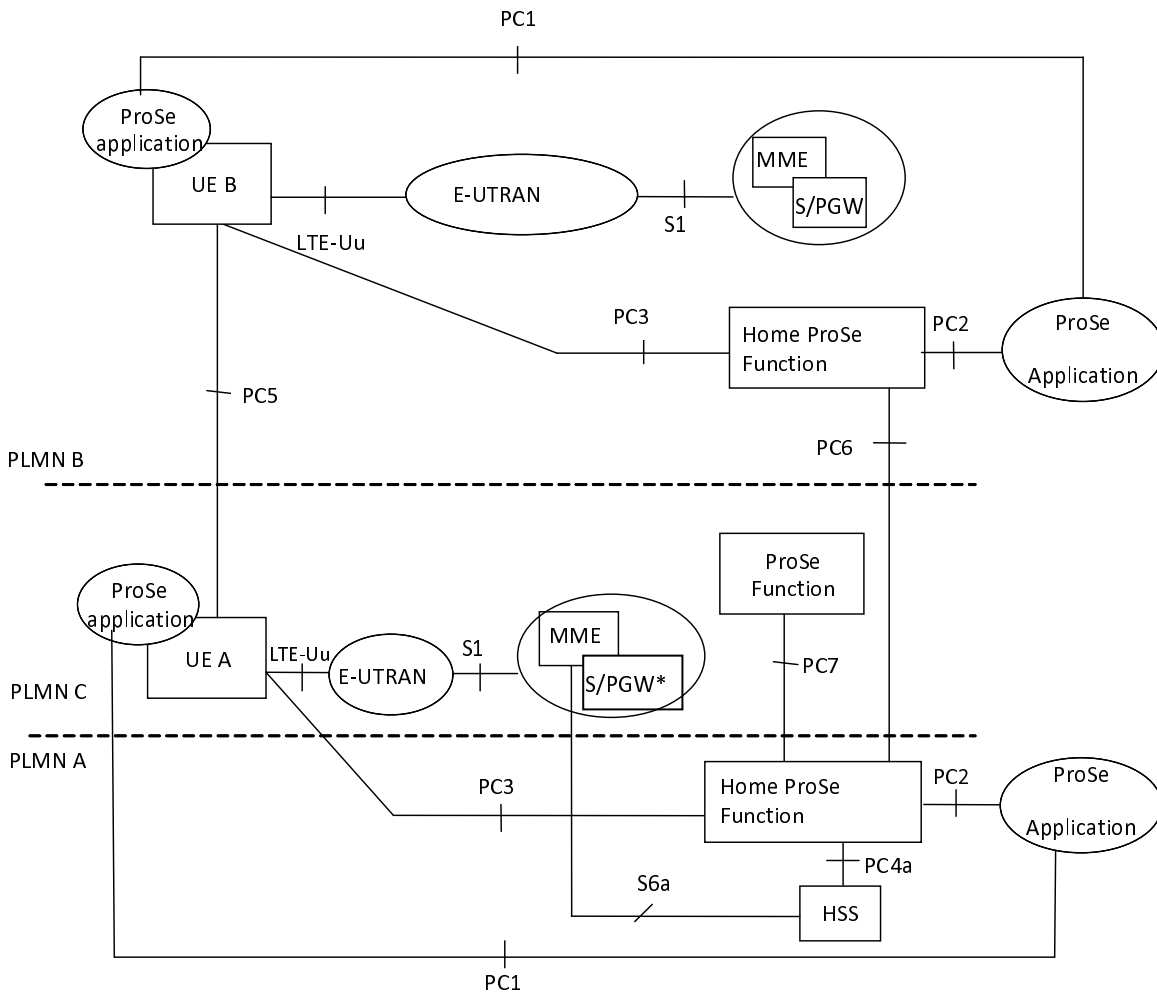 PC1
ProSe
application
UE B
E-UTRAN
MME
S/PGW
S1
LTE-Uu
PC3
Home ProSe
Function
PC2
ProSe
Application
PC5
PC6
PLMN B
ProSe
Function
ProSe
application
UE A
LTE-Uu
E-UTRAN
S1
MME
S/PGW*
PC7
PLMN C
PLMN A
PC3
Home ProSe
Function
PC2
ProSe
Application
PC4a
S6a
HSS
PC1